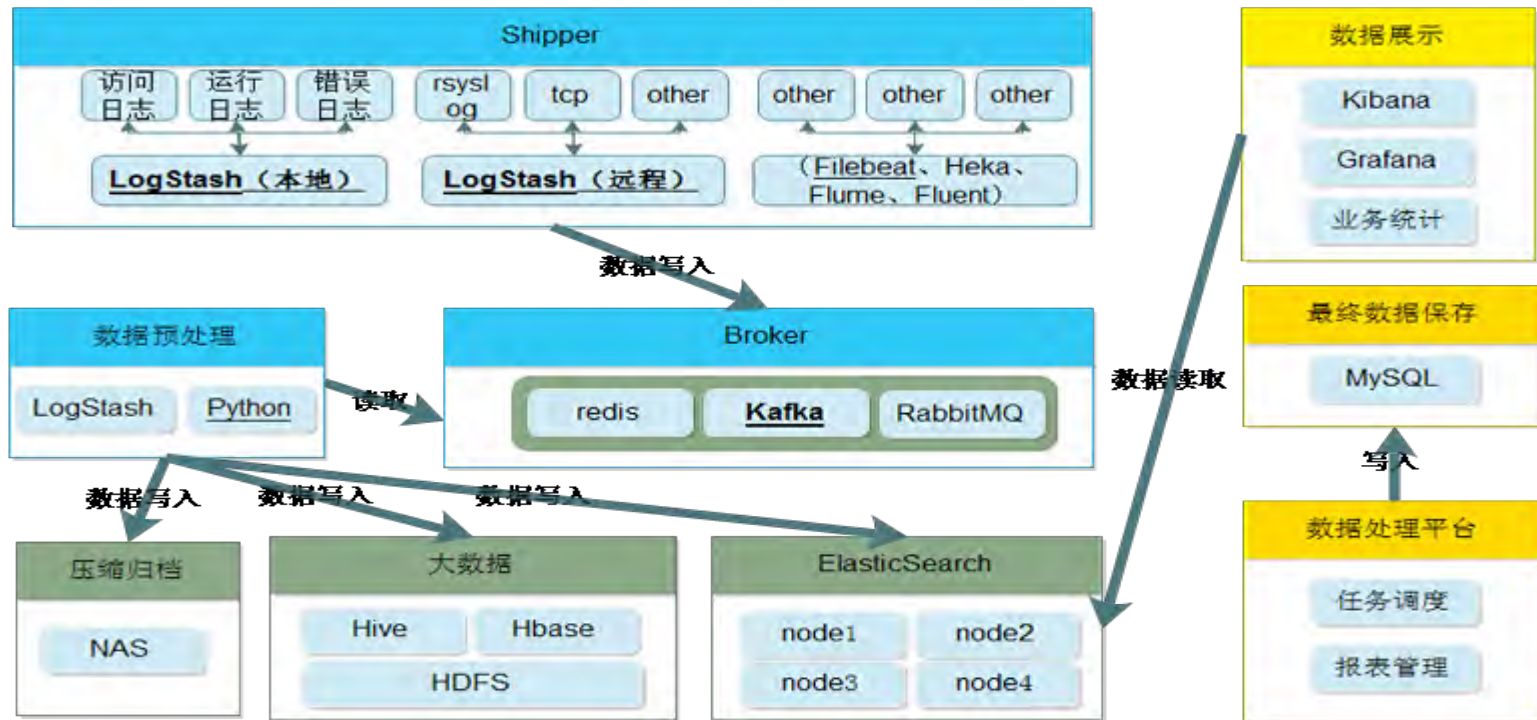 Shipper
访问
日志
运行
日志
错误
日志
rsysl
og
tcp
other
other
other
other
LogStash（本地）
LogStash（远程）
（Filebeat、Heka、
Flume、Fluent）
数据写入
数据预处理
LogStash
Python
读取
Broker
redis
Kafka
RabbitMQ
数据写入
数据写入
数据写入
压缩归档
NAS
大数据
Hive
Hbase
HDFS
ElasticSearch
node1
node2
node3
node4
数据读取
数据展示
Kibana
Grafana
业务统计
最终数据保存
MySQL
写入
数据处理平台
任务调度
报表管理